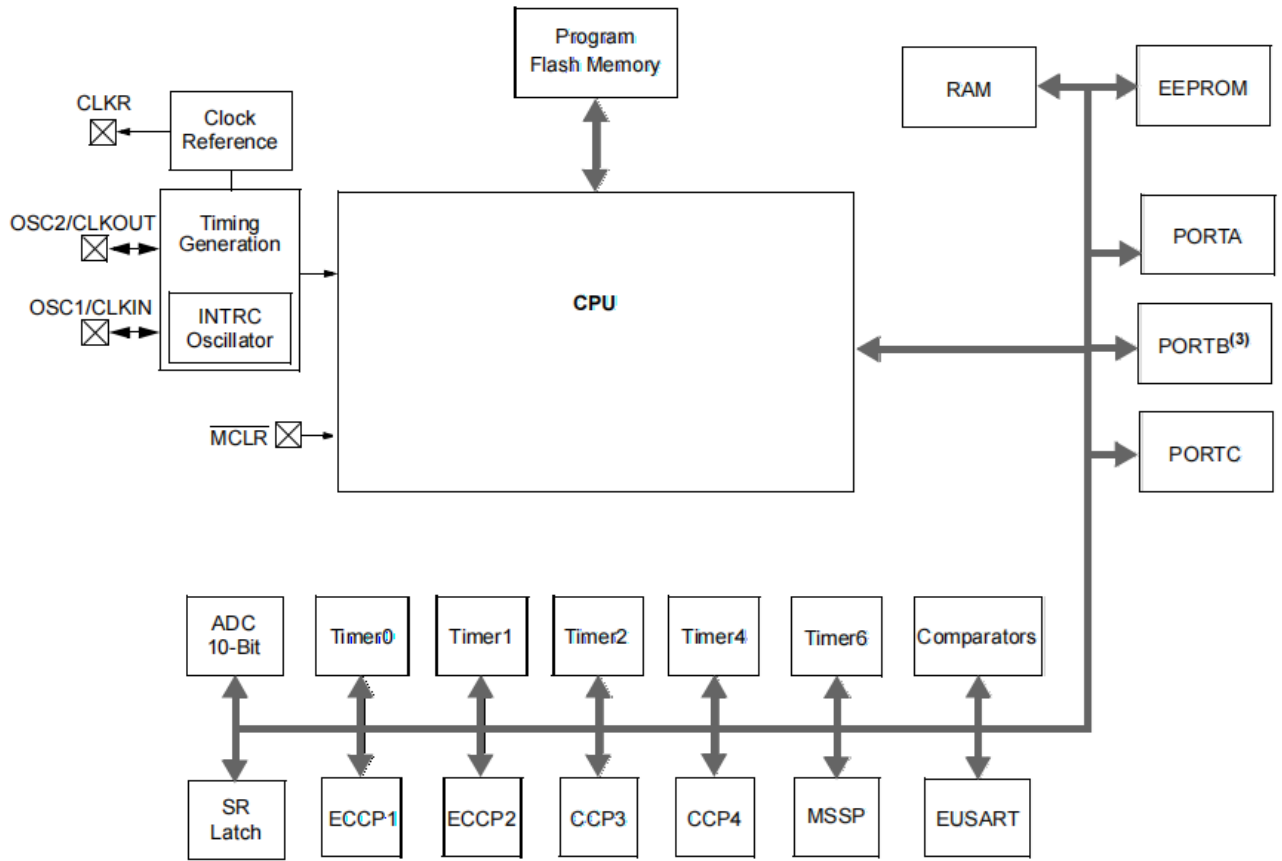 Program
Flash Memory
RAM
EEPROM
CLKR
Clock
Reference
OSC2/CLKOUT
Timing
Generation
PORTA
OSC1/CLKIN
INTRC
Oscillator
CPU
PORTB(3)
MCLR
PORTC
ADC
10-Bit
Timer0
Timer1
Timer2
Timer4
Timer6
Comparators
SR
Latch
ECCP1
ECCP2
CCP3
CCP4
MSSP
EUSART